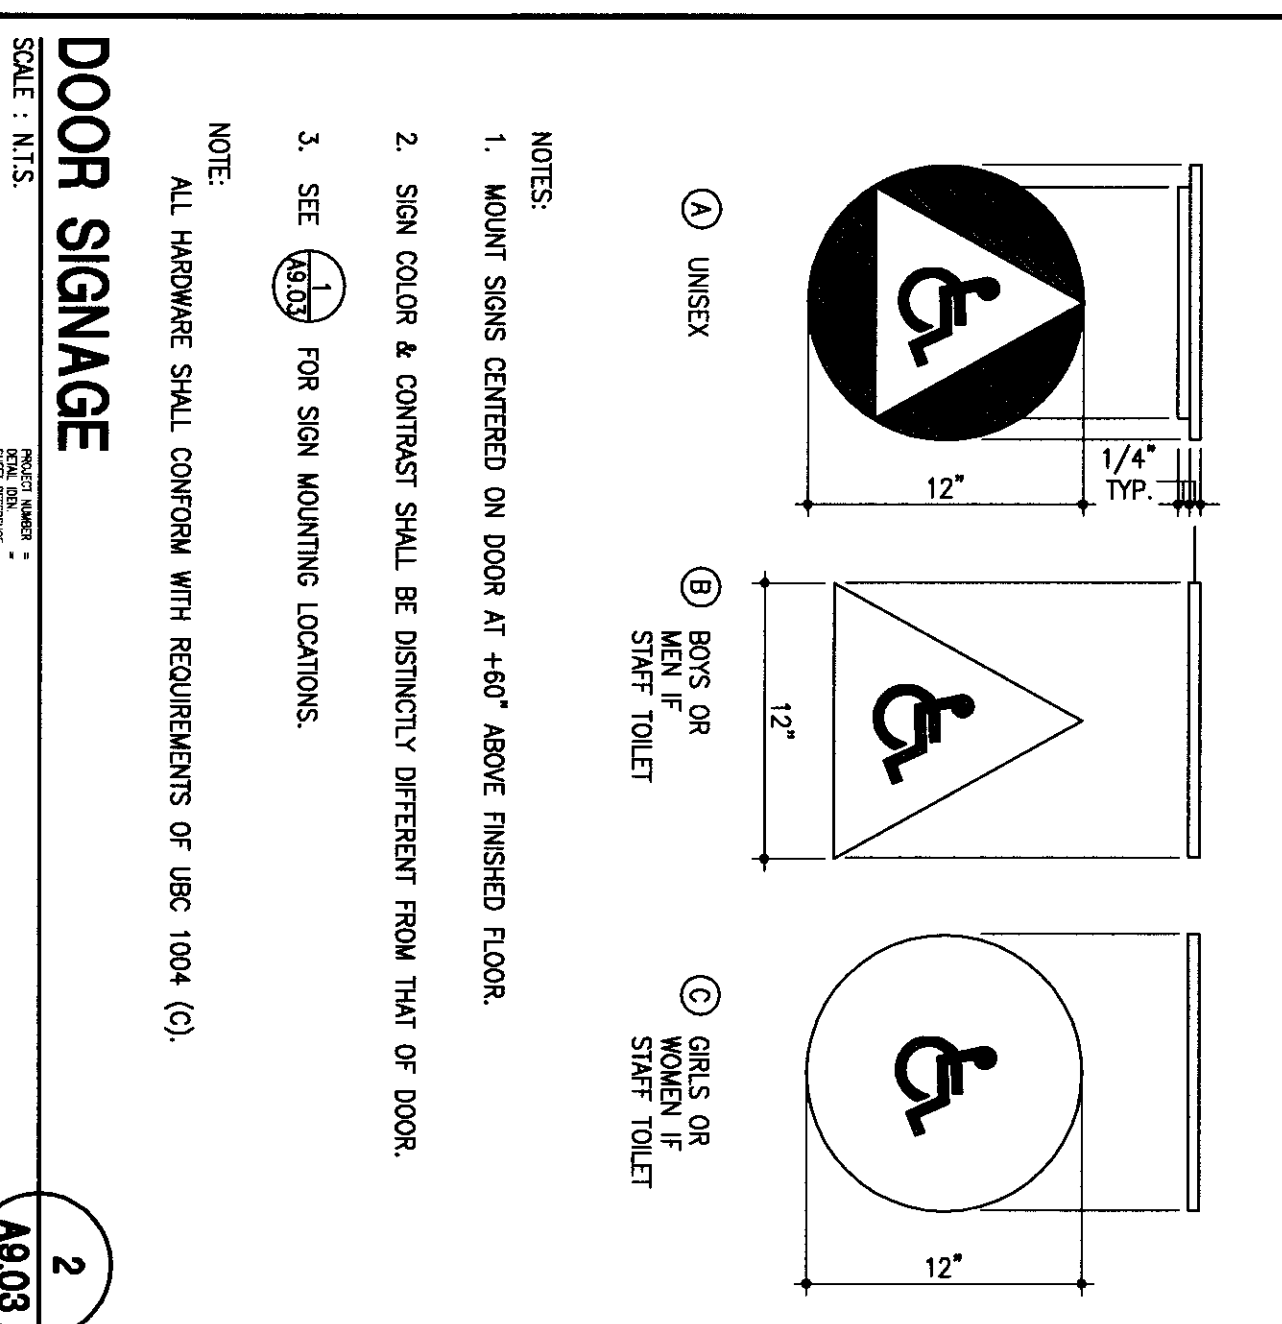 1/4"
TYP.
12"
12"
12"
A UNISEX
B BOYS OR
MEN IF
STAFF TOILET
C GIRLS OR
WOMEN IF
STAFF TOILET
NOTES:
1. MOUNT SIGNS CENTERED ON DOOR AT +60" ABOVE FINISHED FLOOR.
2. SIGN COLOR & CONTRAST SHALL BE DISTINCTLY DIFFERENT FROM THAT OF DOOR.
3. SEE 1 A9.03 FOR SIGN MOUNTING LOCATIONS.
NOTE:
ALL HARDWARE SHALL CONFORM WITH REQUIREMENTS OF UBC 1004 (C).
DOOR SIGNAGE
SCALE : N.T.S.
PROJECT NUMBER =
DETAIL IDEN. =
2
A9.03